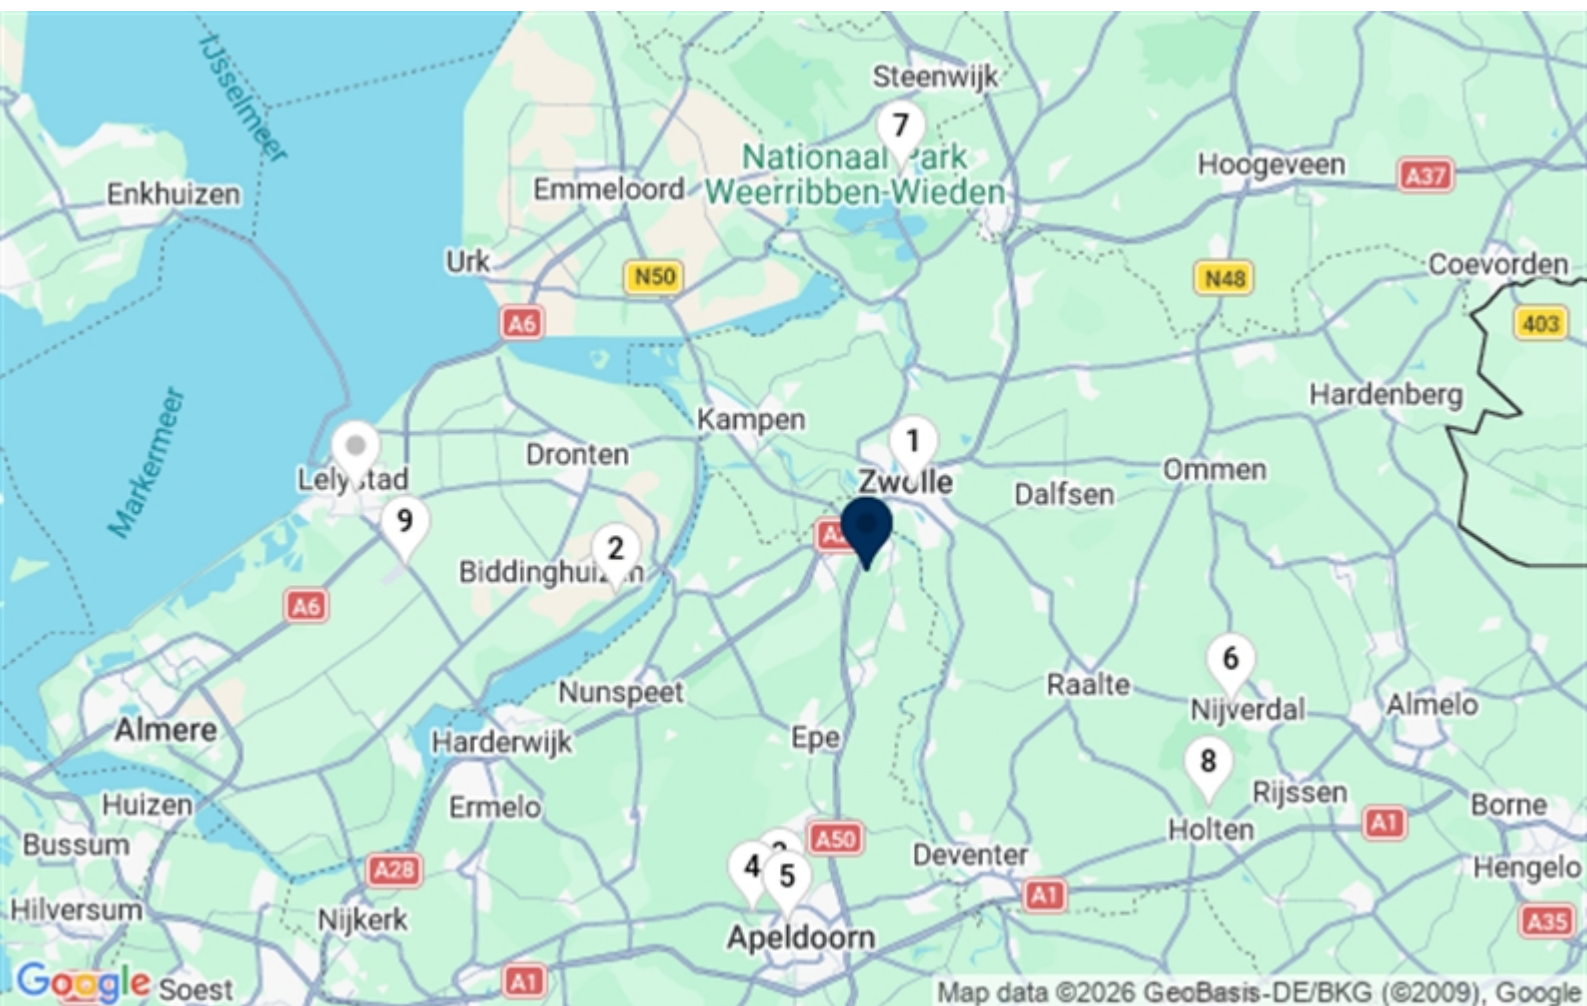 IJsselmeer
Steenwijk
7
Nationaal Park
Weerribben-Wieden
Hoogeveen
A37
Enkhuizen
Emmeloord
Urk
N50
N48
Coevorden
A6
403
Markermeer
Kampen
Hardenberg
1
Dronten
Lelystad
Zwolle
Ommen
Dalfsen
9
2
Biddinghuizen
A6
6
Nunspeet
Raalte
Nijverdal
Almelo
Almere
Harderwijk
Epe
8
Huizen
Ermelo
Rijssen
Borne
Bussum
A50
Holten
A1
4
5
Deventer
A28
Hengelo
A1
Hilversum
Nijkerk
A35
Apeldoorn
A1
Google
Soest
Map data ©2026 GeoBasis-DE/BKG (©2009), Google